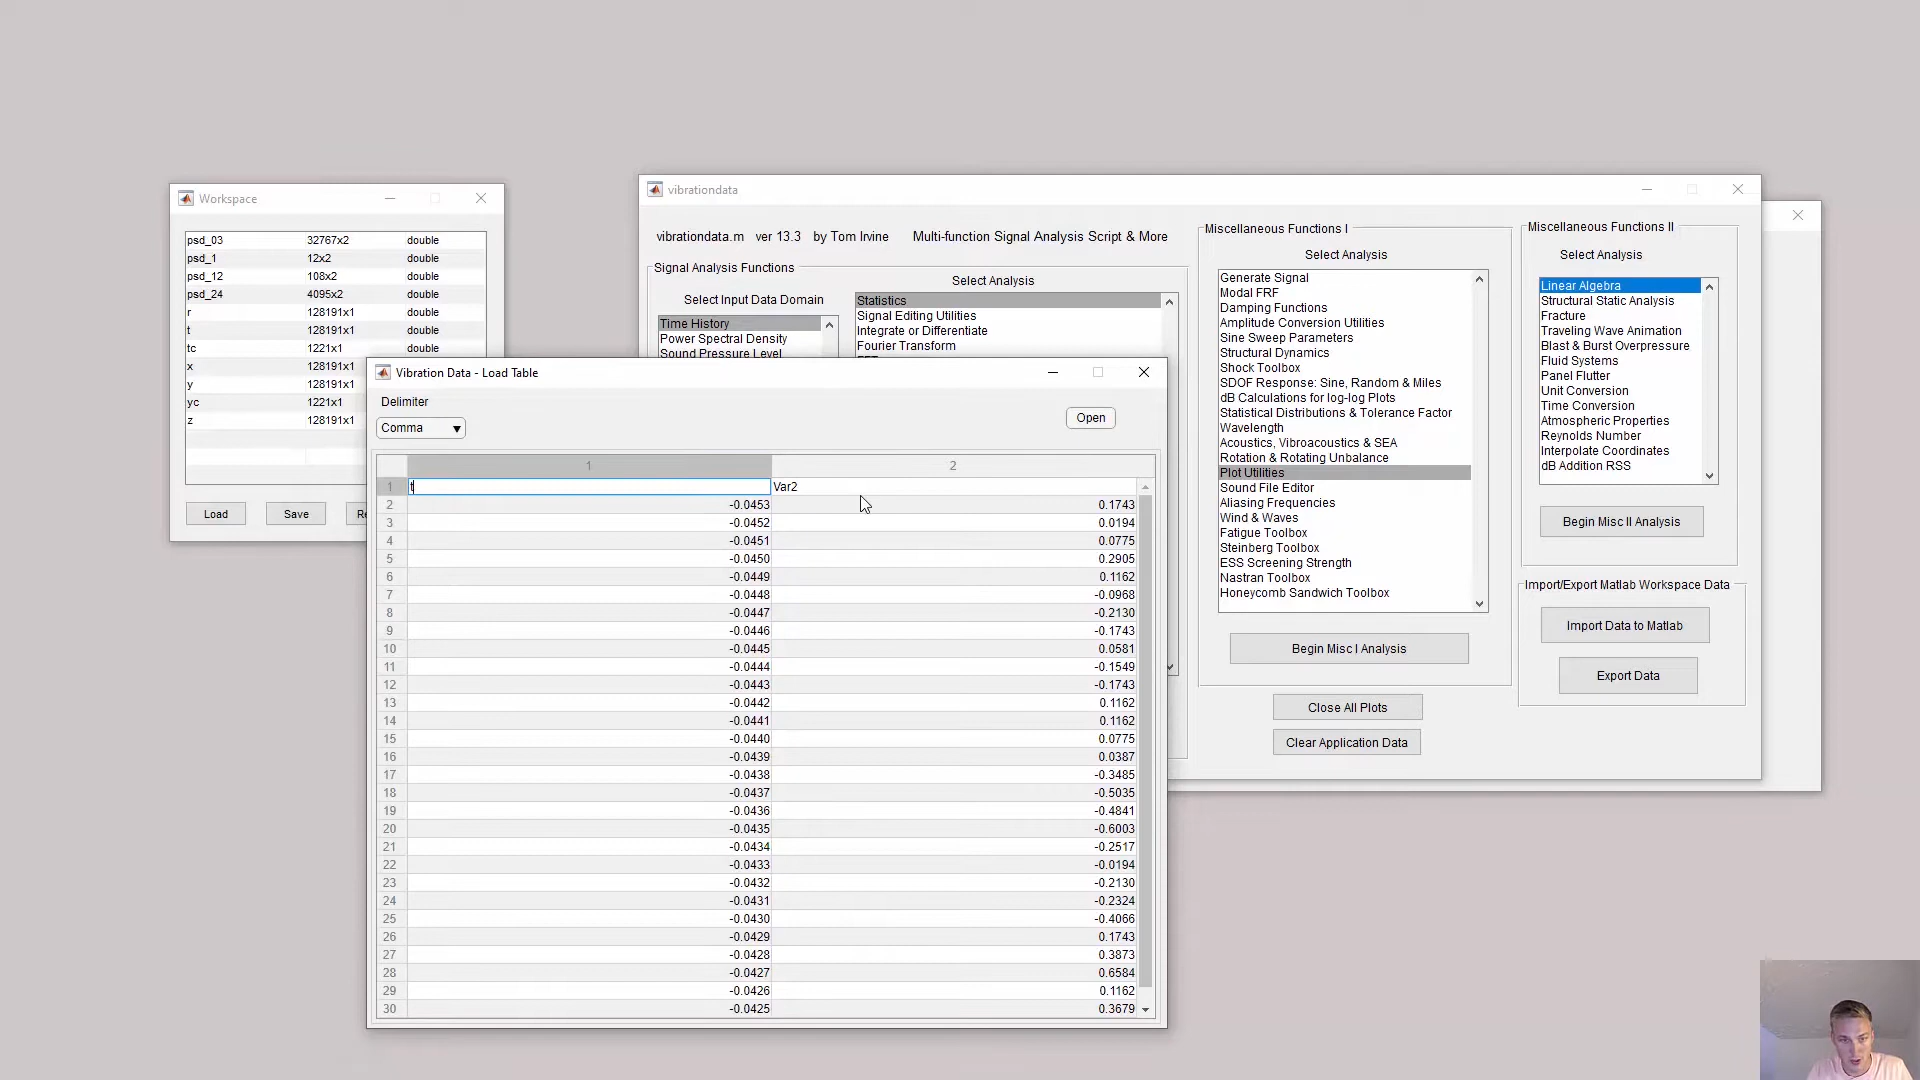 Workspace
psd_03 32767x2 double
psd_1 12x2 double
psd_12 108x2 double
psd_24 4095x2 double
r 128191x1 double
t 128191x1 double
tc 1221x1 double
x 128191x1
y 128191x1
yc 1221x1
z 128191x1
Load Save Re
vibrationdata
vibrationdata.m ver 13.3 by Tom Irvine Multi-function Signal Analysis Script & More
Signal Analysis Functions
Select Input Data Domain
Time History
Power Spectral Density
Sound Pressure Level
Select Analysis
Statistics
Signal Editing Utilities
Integrate or Differentiate
Fourier Transform
Miscellaneous Functions I
Select Analysis
Generate Signal
Modal FRF
Damping Functions
Amplitude Conversion Utilities
Sine Sweep Parameters
Structural Dynamics
Shock Toolbox
SDOF Response: Sine, Random & Miles
dB Calculations for log-log Plots
Statistical Distributions & Tolerance Factor
Wavelength
Acoustics, Vibroacoustics & SEA
Rotation & Rotating Unbalance
Plot Utilities
Sound File Editor
Aliasing Frequencies
Wind & Waves
Fatigue Toolbox
Steinberg Toolbox
ESS Screening Strength
Nastran Toolbox
Honeycomb Sandwich Toolbox
Begin Misc I Analysis
Close All Plots
Clear Application Data
Miscellaneous Functions II
Select Analysis
Linear Algebra
Structural Static Analysis
Fracture
Traveling Wave Animation
Blast & Burst Overpressure
Fluid Systems
Panel Flutter
Unit Conversion
Time Conversion
Atmospheric Properties
Reynolds Number
Interpolate Coordinates
dB Addition RSS
Begin Misc II Analysis
Import/Export Matlab Workspace Data
Import Data to Matlab
Export Data
Vibration Data - Load Table
Delimiter
Comma
Open
1 2
1 t Var2
2 -0.0453 0.1743
3 -0.0452 0.0194
4 -0.0451 0.0775
5 -0.0450 0.2905
6 -0.0449 0.1162
7 -0.0448 -0.0968
8 -0.0447 -0.2130
9 -0.0446 -0.1743
10 -0.0445 0.0581
11 -0.0444 -0.1549
12 -0.0443 -0.1743
13 -0.0442 0.1162
14 -0.0441 0.1162
15 -0.0440 0.0775
16 -0.0439 0.0387
17 -0.0438 -0.3485
18 -0.0437 -0.5035
19 -0.0436 -0.4841
20 -0.0435 -0.6003
21 -0.0434 -0.2517
22 -0.0433 -0.0194
23 -0.0432 -0.2130
24 -0.0431 -0.2324
25 -0.0430 -0.4066
26 -0.0429 0.1743
27 -0.0428 0.3873
28 -0.0427 0.6584
29 -0.0426 0.1162
30 -0.0425 0.3679